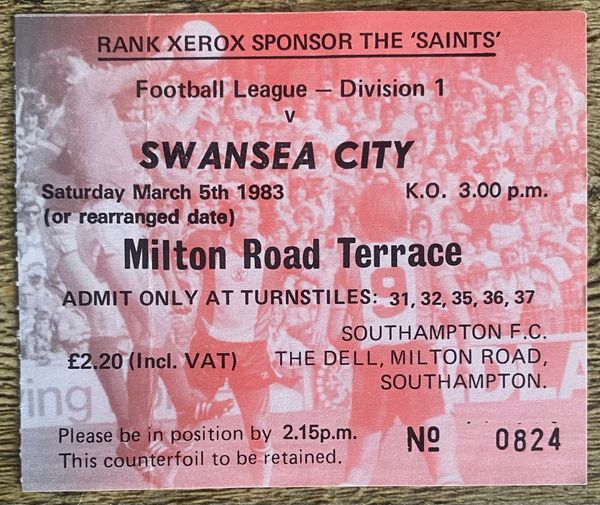 RANK XEROX SPONSOR THE 'SAINTS'
Football League — Division 1
v
SWANSEA CITY
Saturday March 5th 1983 K.O. 3.00 p.m.
(or rearranged date)
Milton Road Terrace
ADMIT ONLY AT TURNSTILES: 31, 32, 35, 36, 37
SOUTHAMPTON F.C.
£2.20 (Incl. VAT) THE DELL, MILTON ROAD,
SOUTHAMPTON.
9
ing
Please be in position by 2.15p.m. Nº 0824
This counterfoil to be retained.